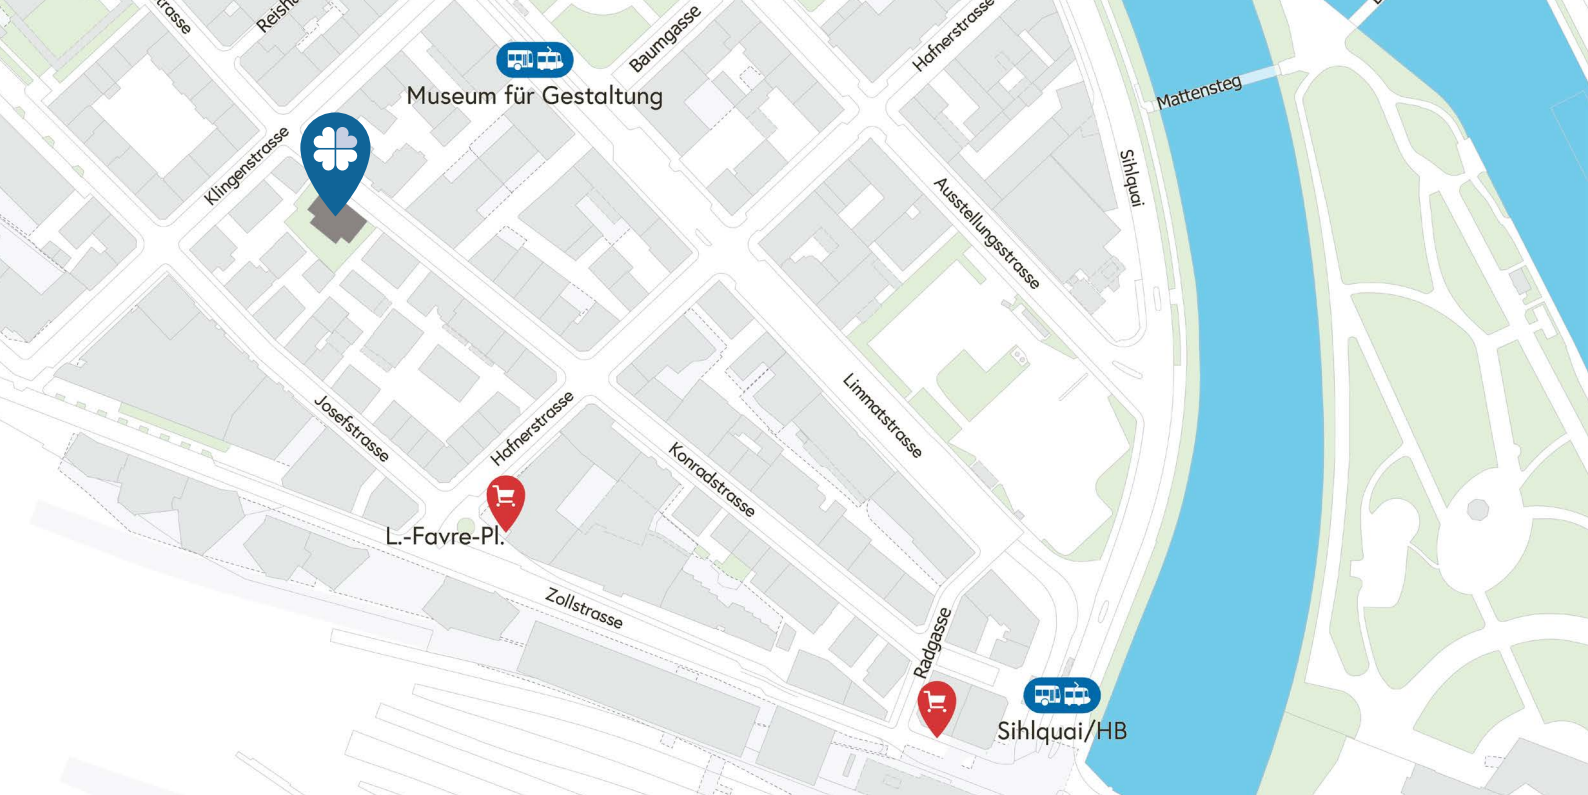 Baumgasse
Hafnerstrasse
Museum für Gestaltung
Mattensteg
Klingenstrasse
Sihlquai
Ausstellungsstrasse
Josefstrasse
Hafnerstrasse
Limmatstrasse
Konradstrasse
L.-Favre-Pl.
Zollstrasse
Radgasse
Sihlquai/HB